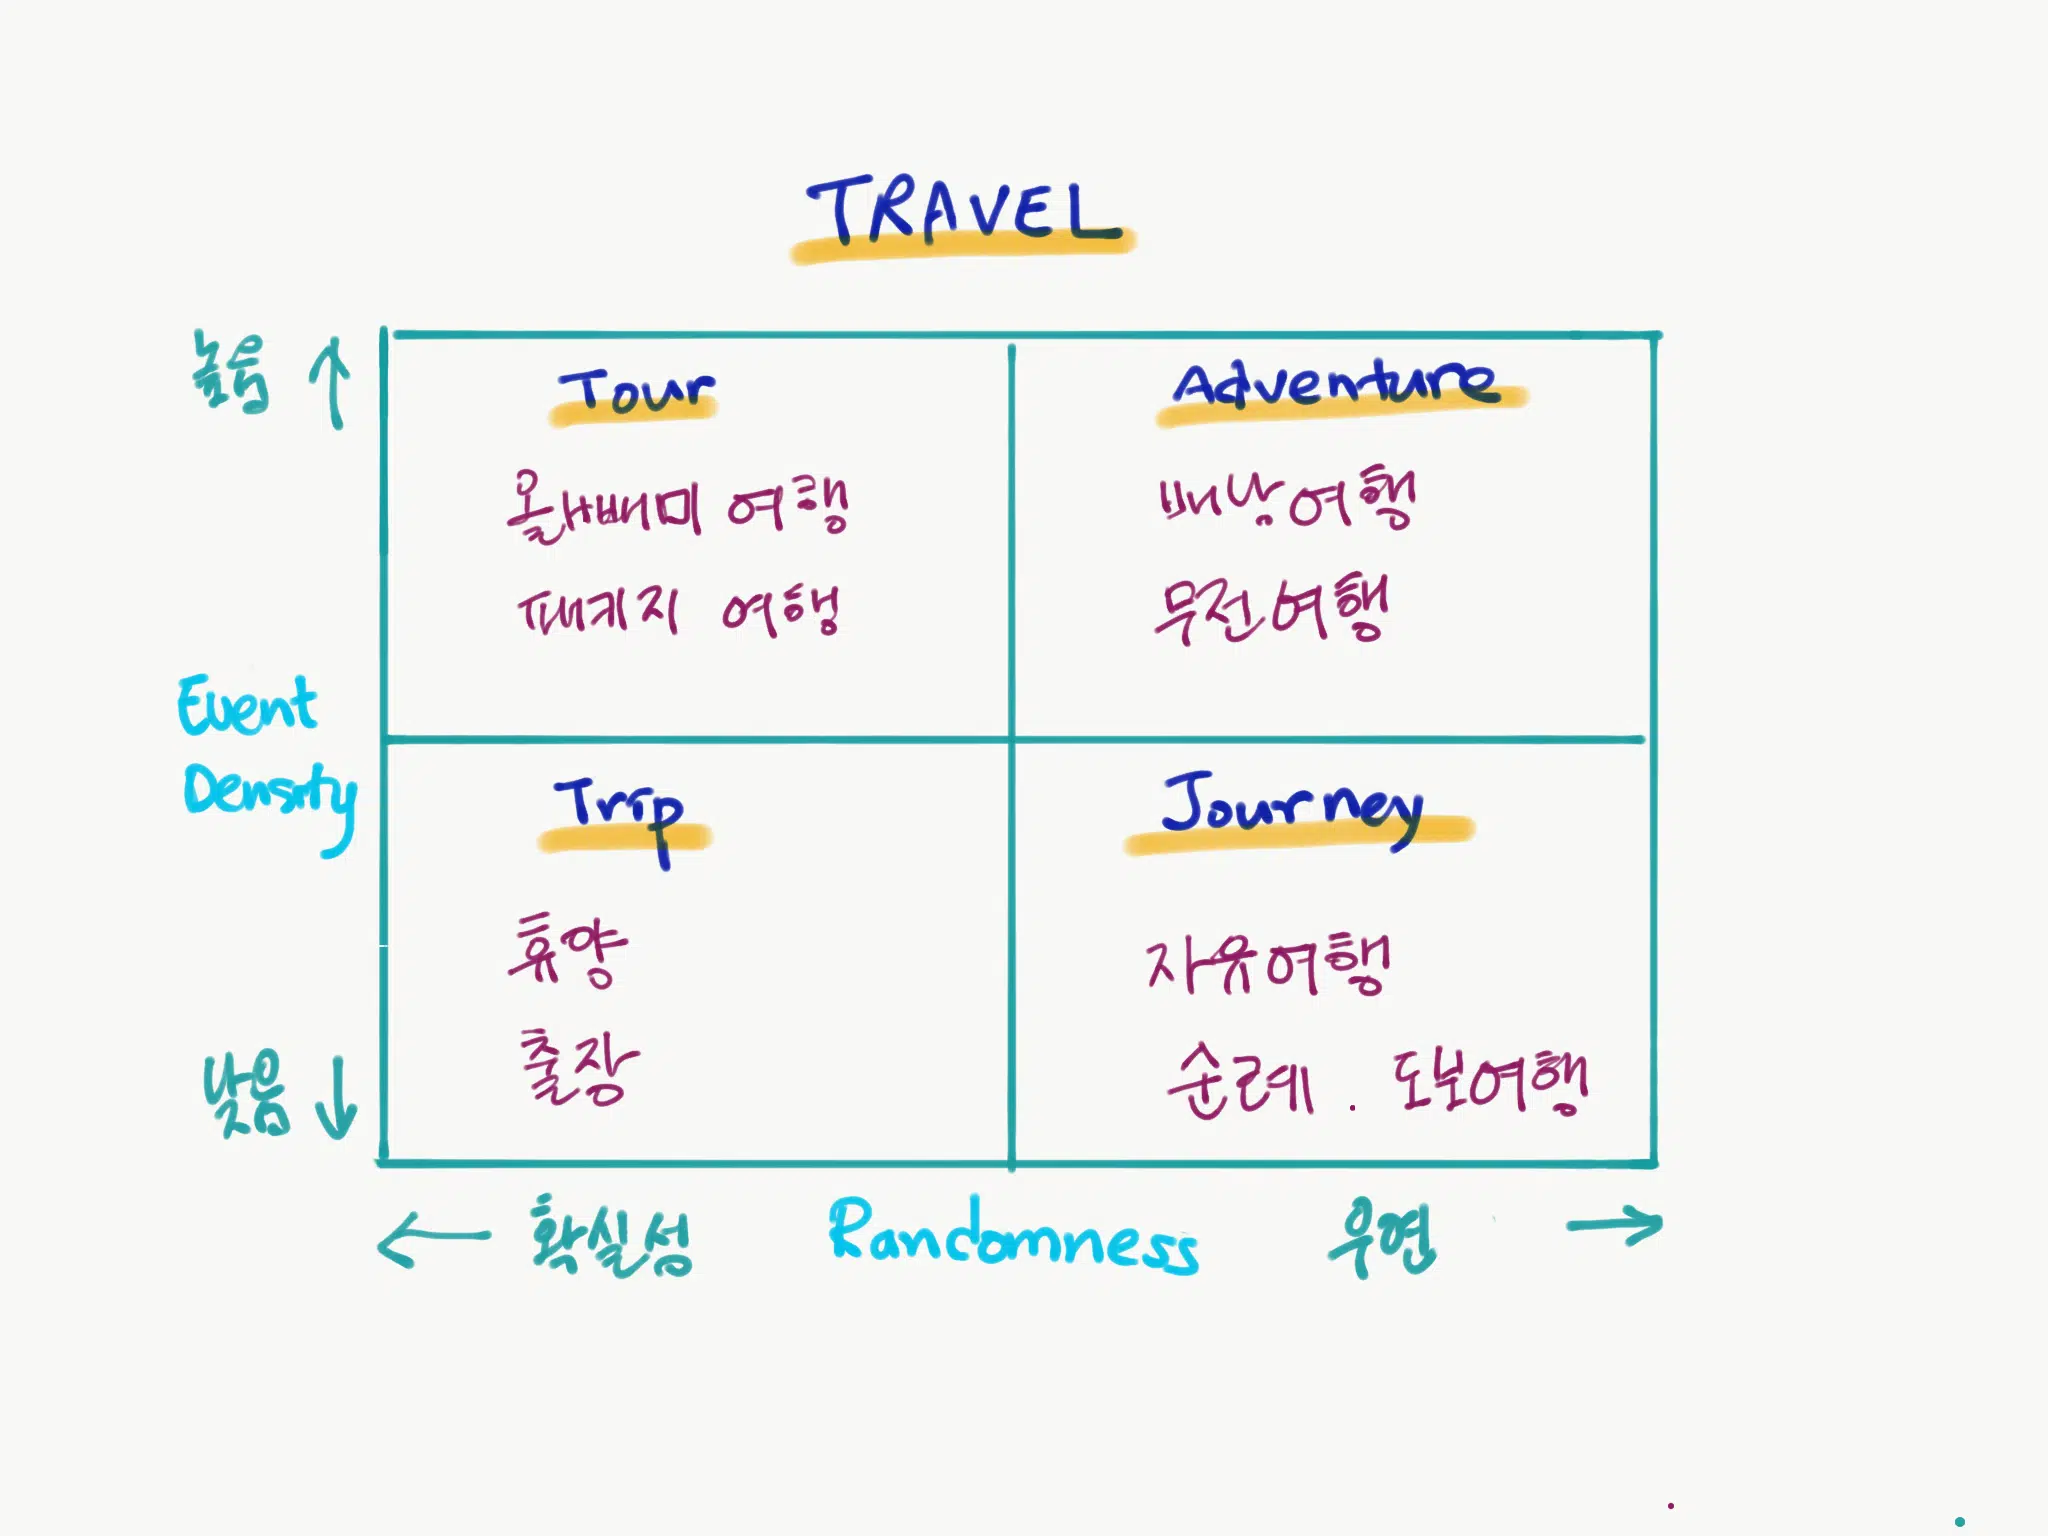 TRAVEL
높음 ↑
Tour
Adventure
올빼미 여행
배낭여행
패키지 여행
무전여행
Event
Density
Trip
Journey
휴양
자유여행
출장
순례 . 도보여행
낮음 ↓
← 확실성
Randomness
우연 →